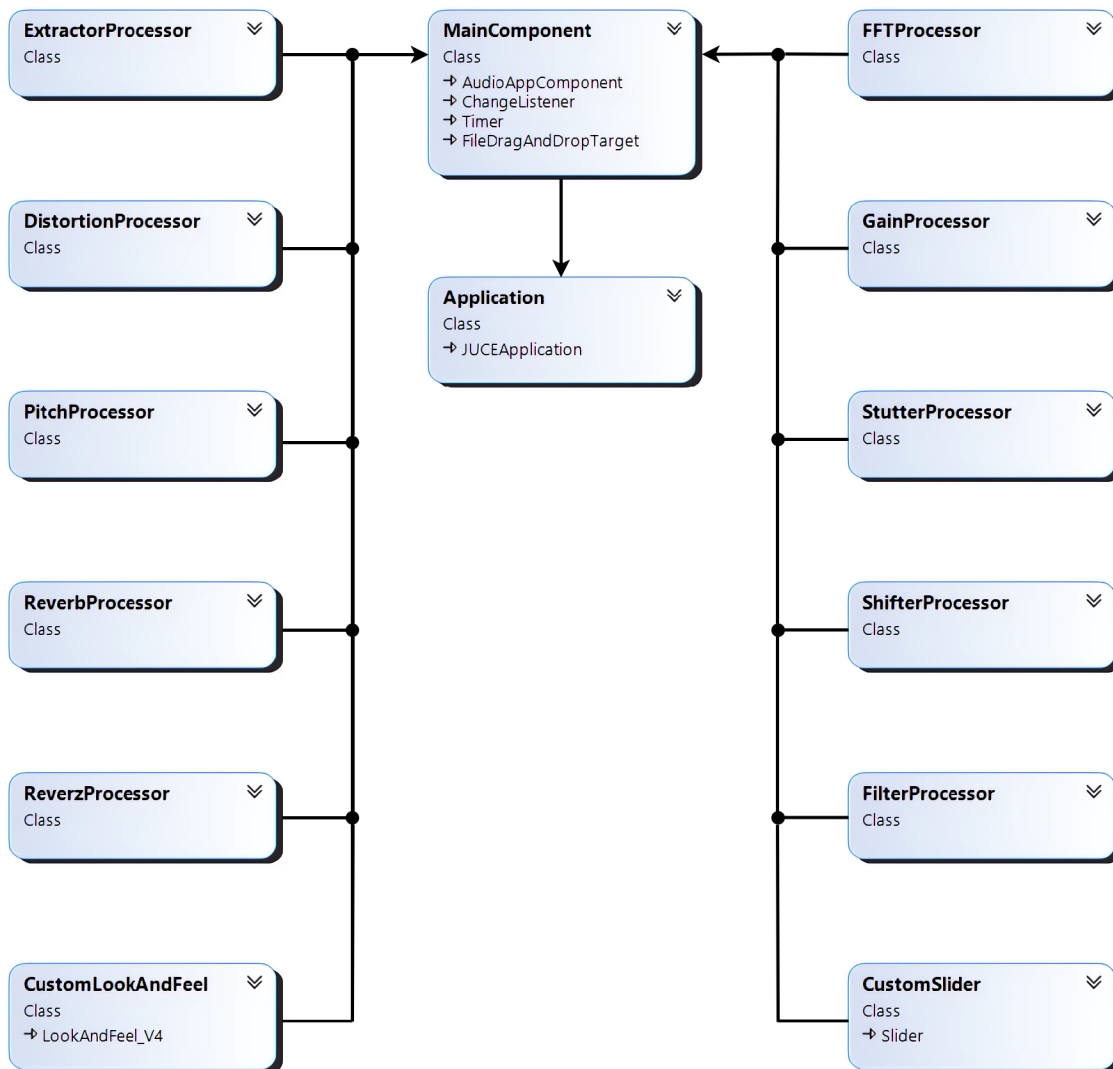 ExtractorProcessor
Class
MainComponent
Class
AudioAppComponent
ChangeListener
Timer
FileDragAndDropTarget
FFTProcessor
Class
DistortionProcessor
Class
GainProcessor
Class
Application
Class
JUCEApplication
PitchProcessor
Class
StutterProcessor
Class
ReverbProcessor
Class
ShifterProcessor
Class
ReverzProcessor
Class
FilterProcessor
Class
CustomLookAndFeel
Class
LookAndFeel_V4
CustomSlider
Class
Slider